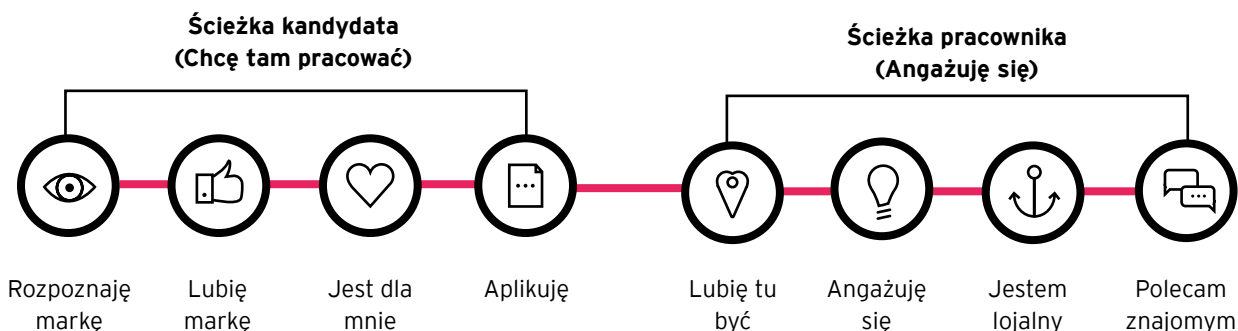 Ścieżka kandydata
(Chcę tam pracować)
Ścieżka pracownika
(Angażuję się)
Rozpoznaję
markę
Lubię
markę
Jest dla
mnie
Aplikuję
Lubię tu
być
Angażuję
się
Jestem
lojalny
Polecam
znajomym